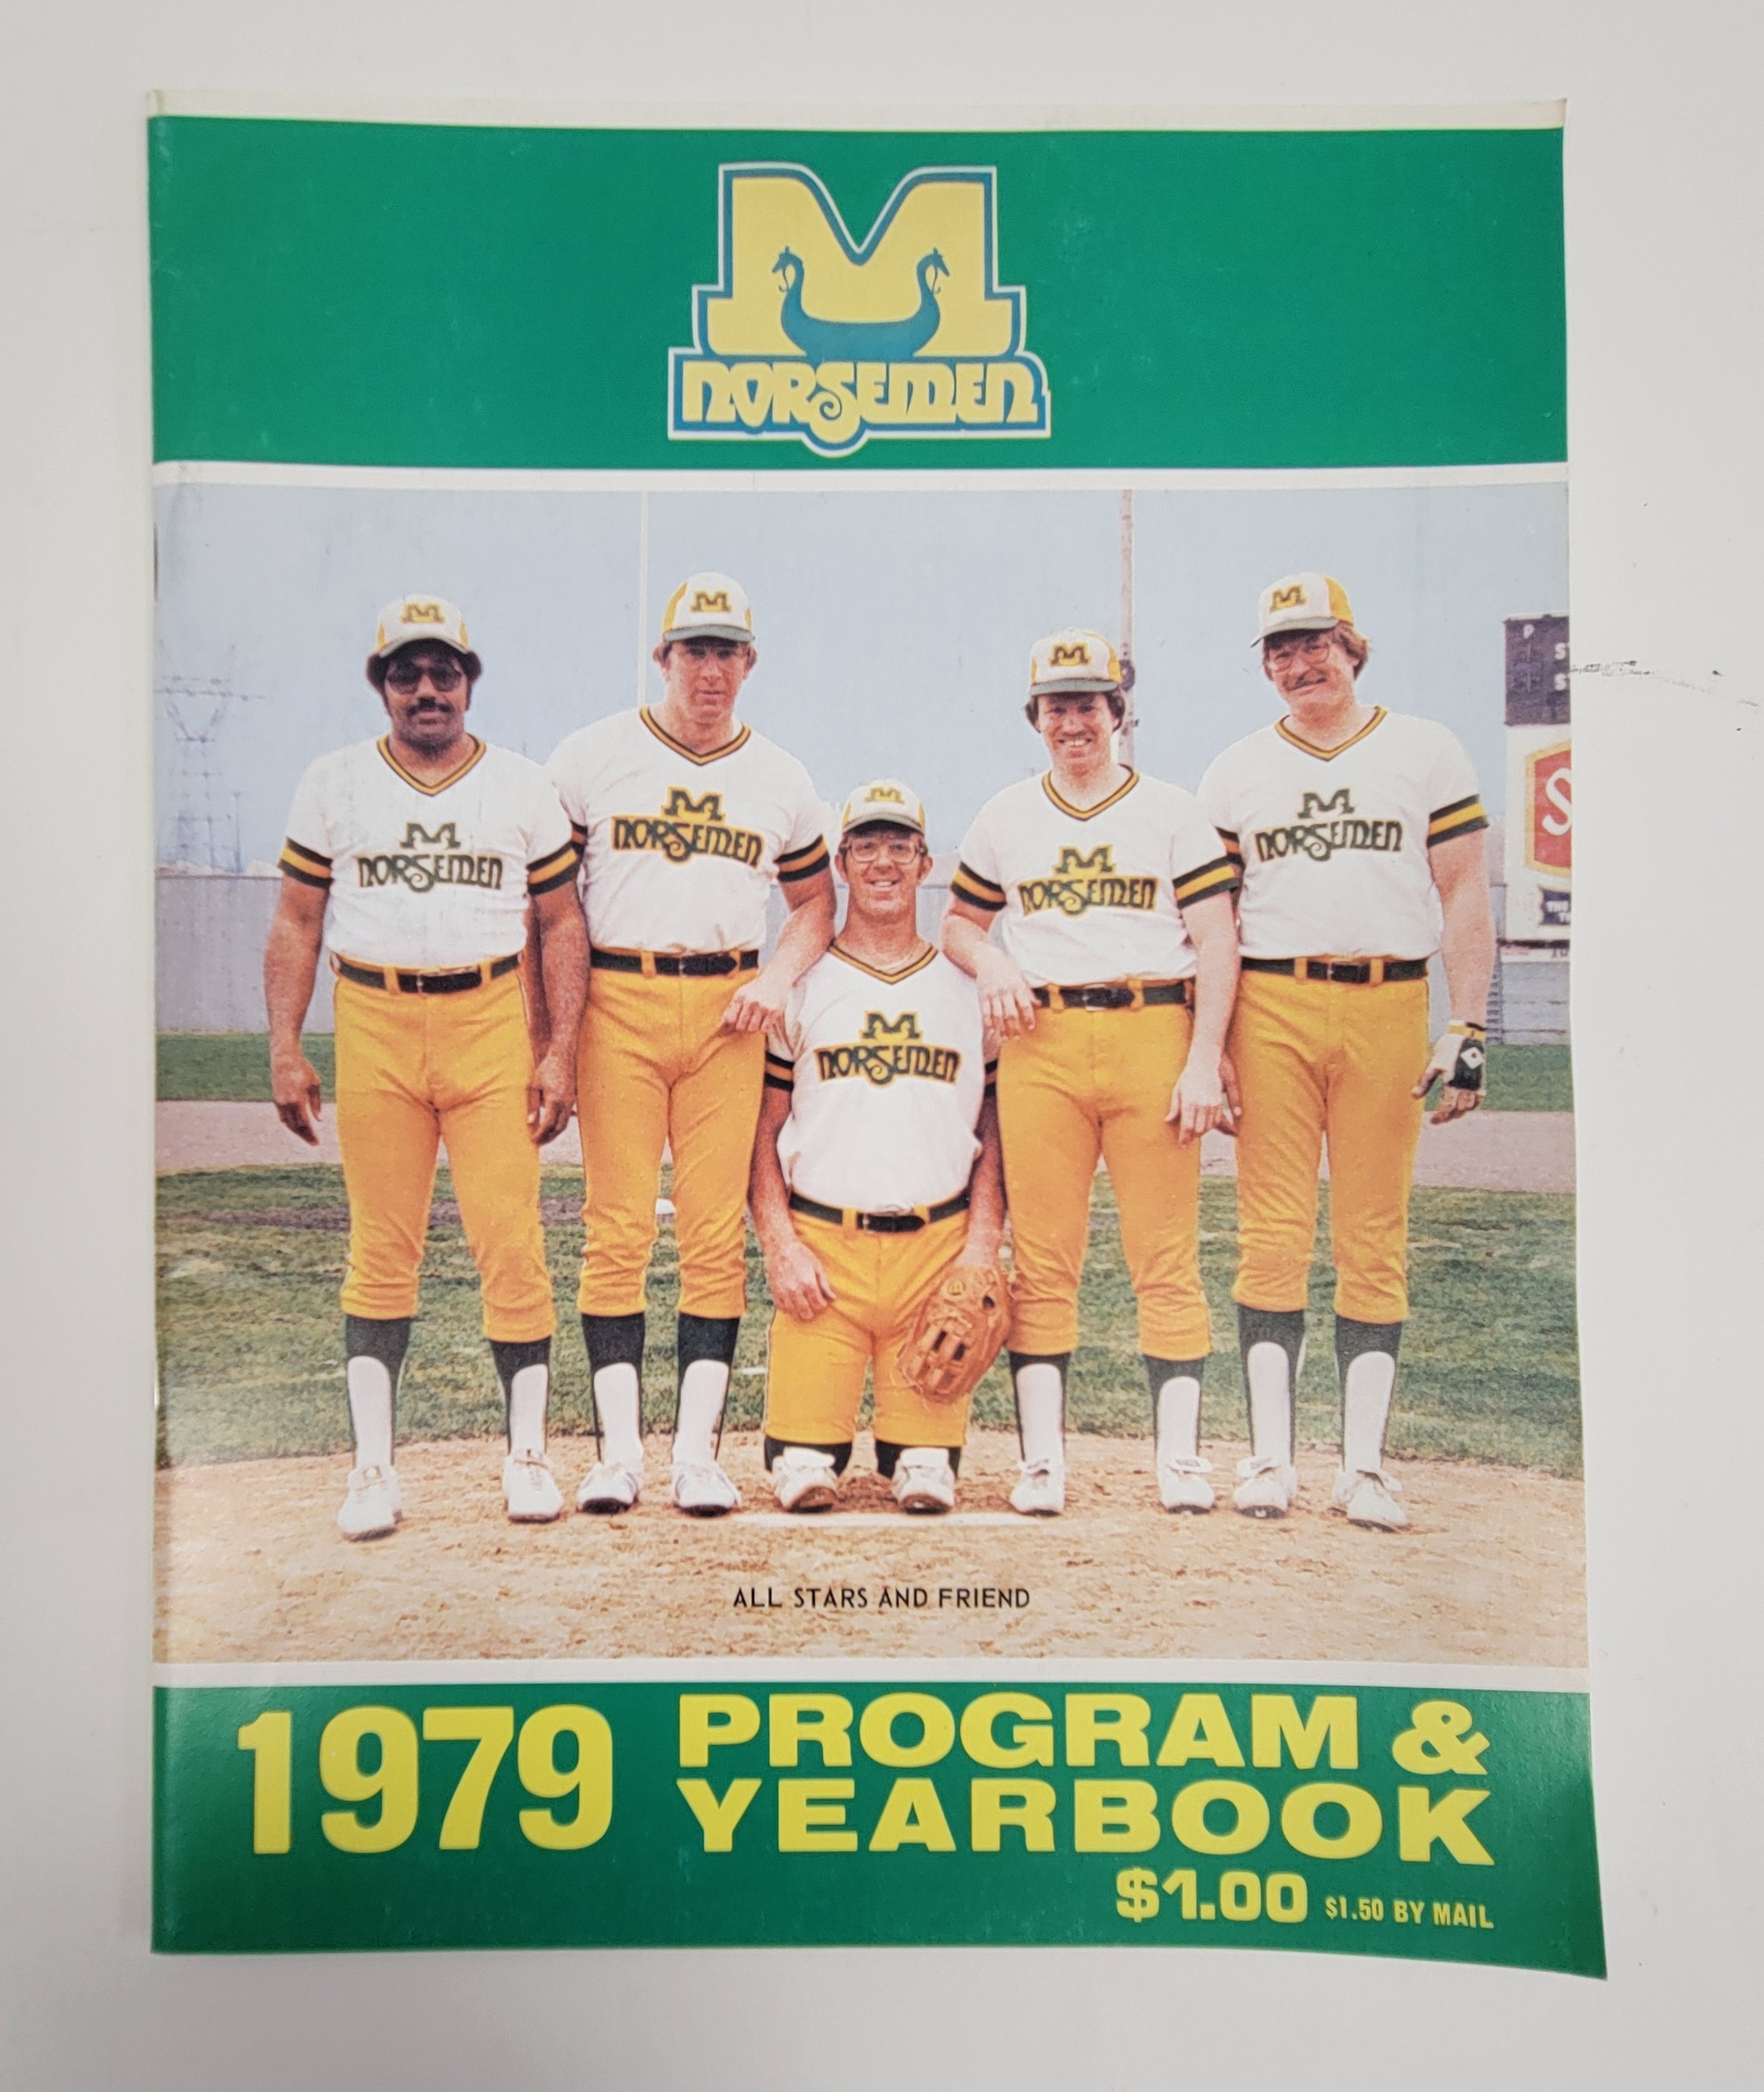 M
NORSEMEN
M
M
M
M
M
M
NORSEMEN
M
NORSEMEN
M
NORSEMEN
M
NORSEMEN
M
NORSEMEN
P
S
ALL STARS AND FRIEND
1979 PROGRAM &
YEARBOOK
$1.00 $1.50 BY MAIL